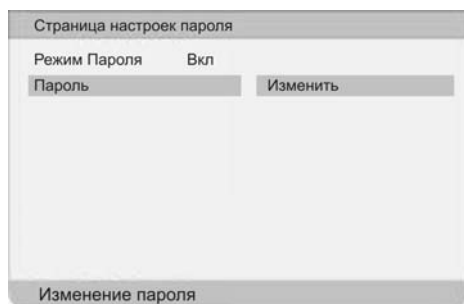 Страница настроек пароля
Режим Пароля Вкл
Пароль Изменить
Изменение пароля